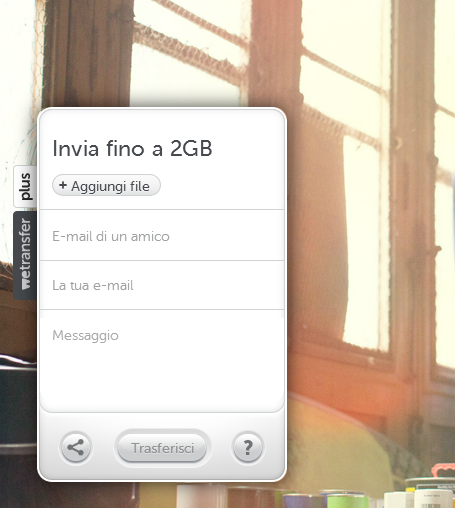 Invia fino a 2GB
+ Aggiungi file
E-mail di un amico
La tua e-mail
Messaggio
Trasferisci
?
plus
wetransfer